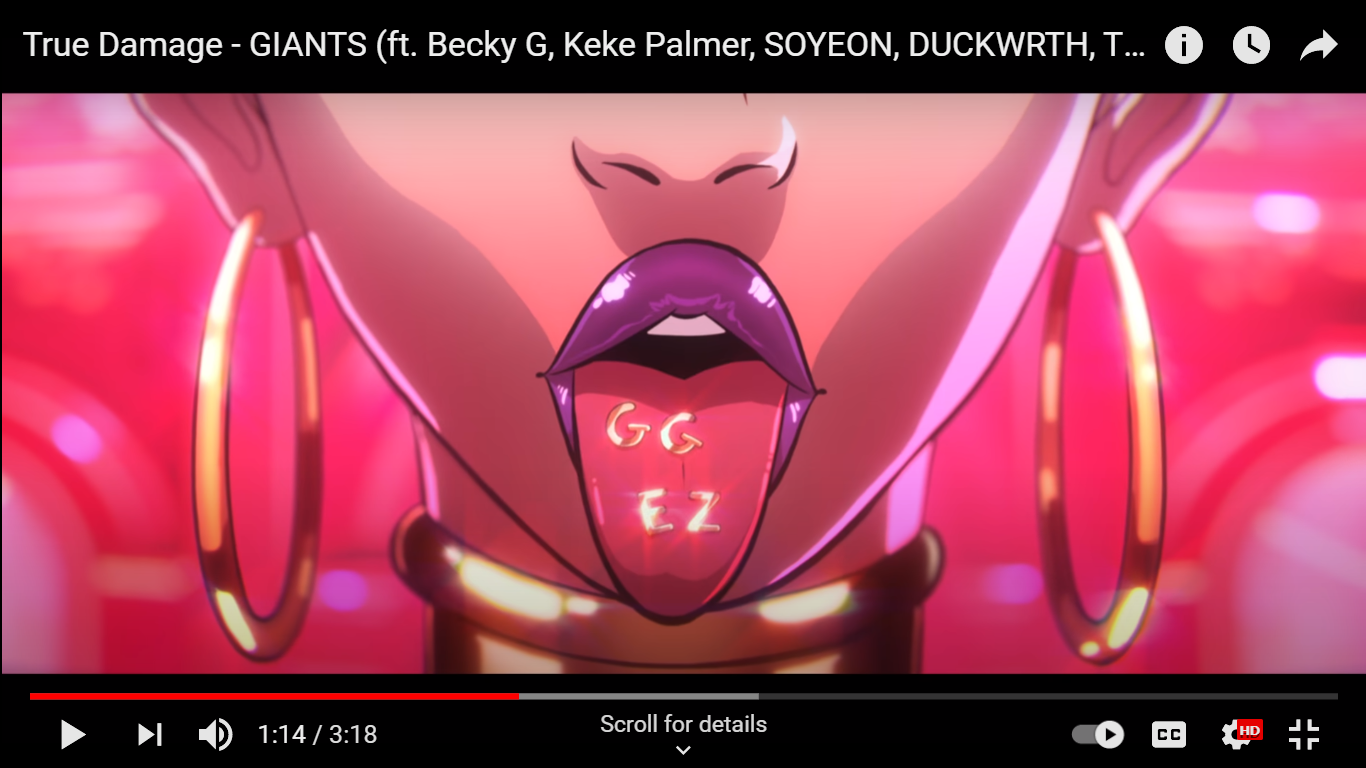 True Damage - GIANTS (ft. Becky G, Keke Palmer, SOYEON, DUCKWRTH, T...
GG
EZ
1:14 / 3:18
Scroll for details
CC
HD